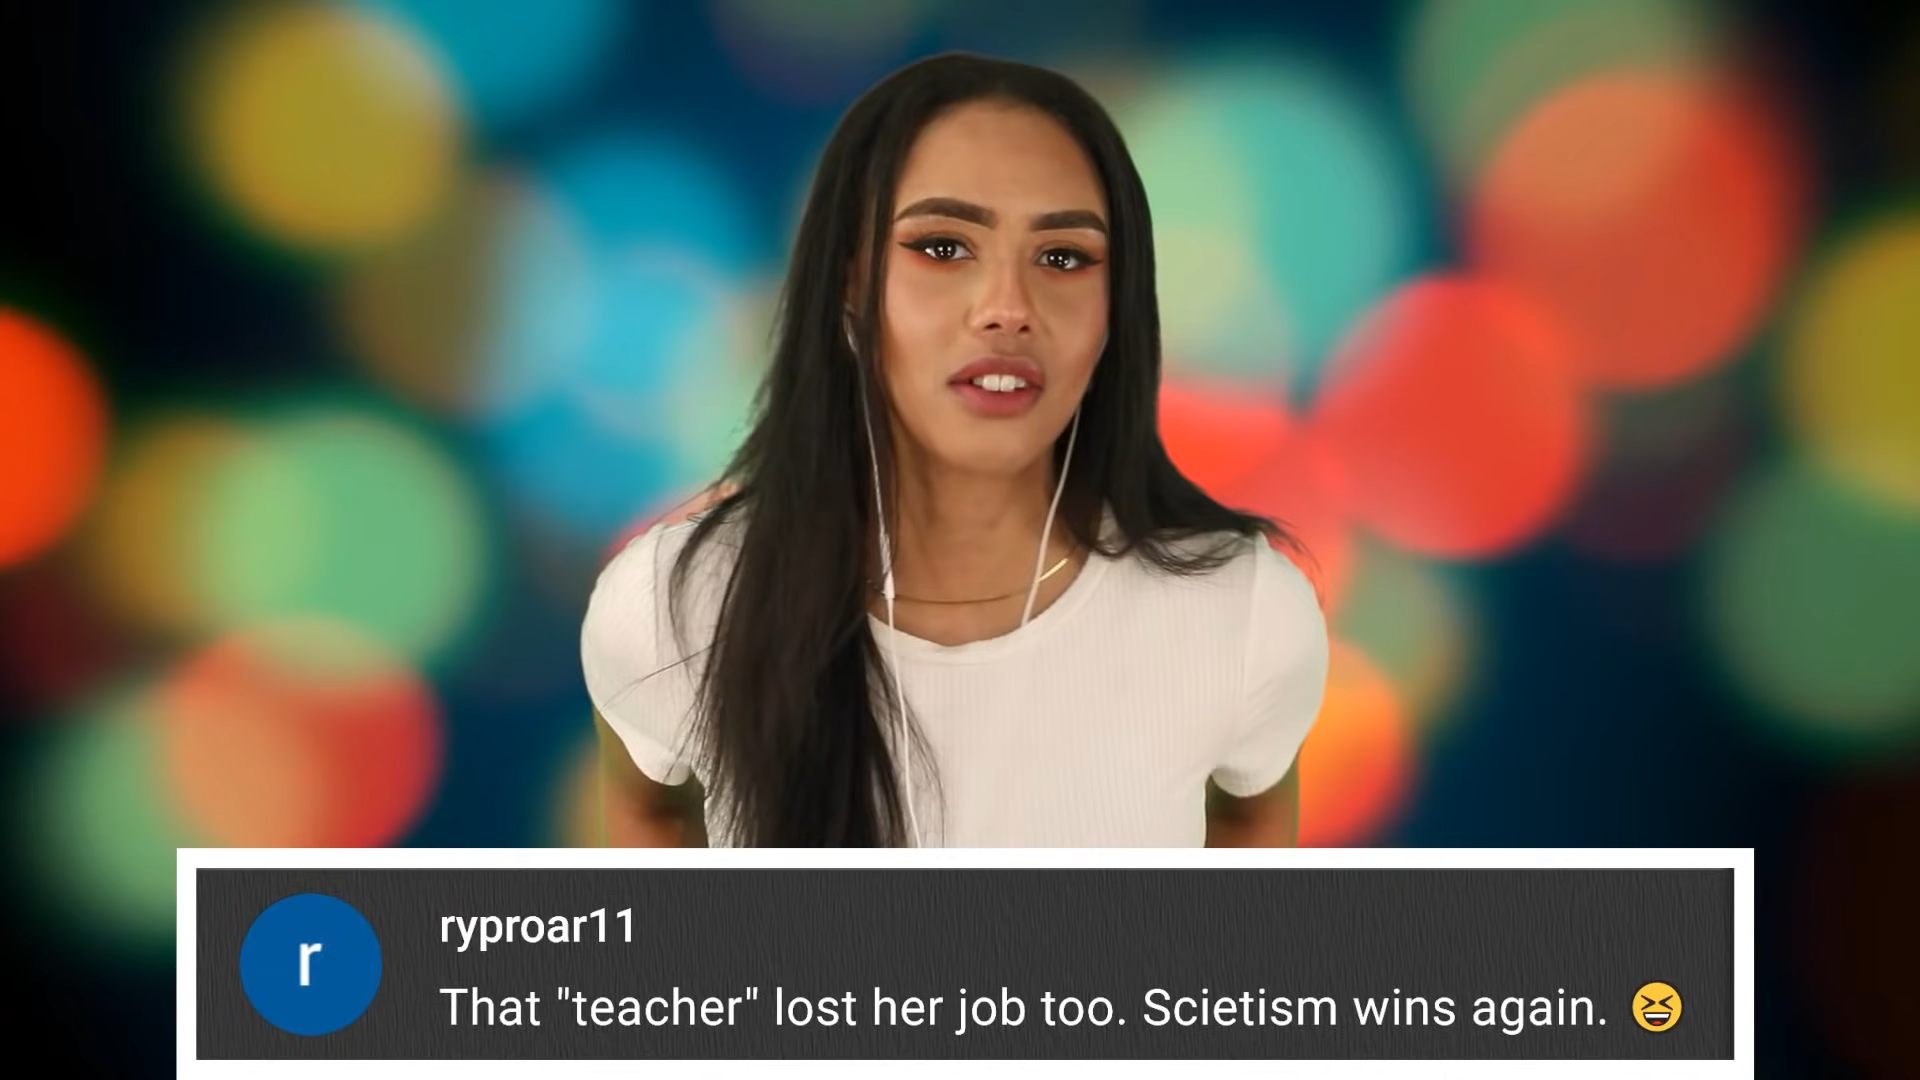 r
ryproar11
That "teacher" lost her job too. Scietism wins again. 😆